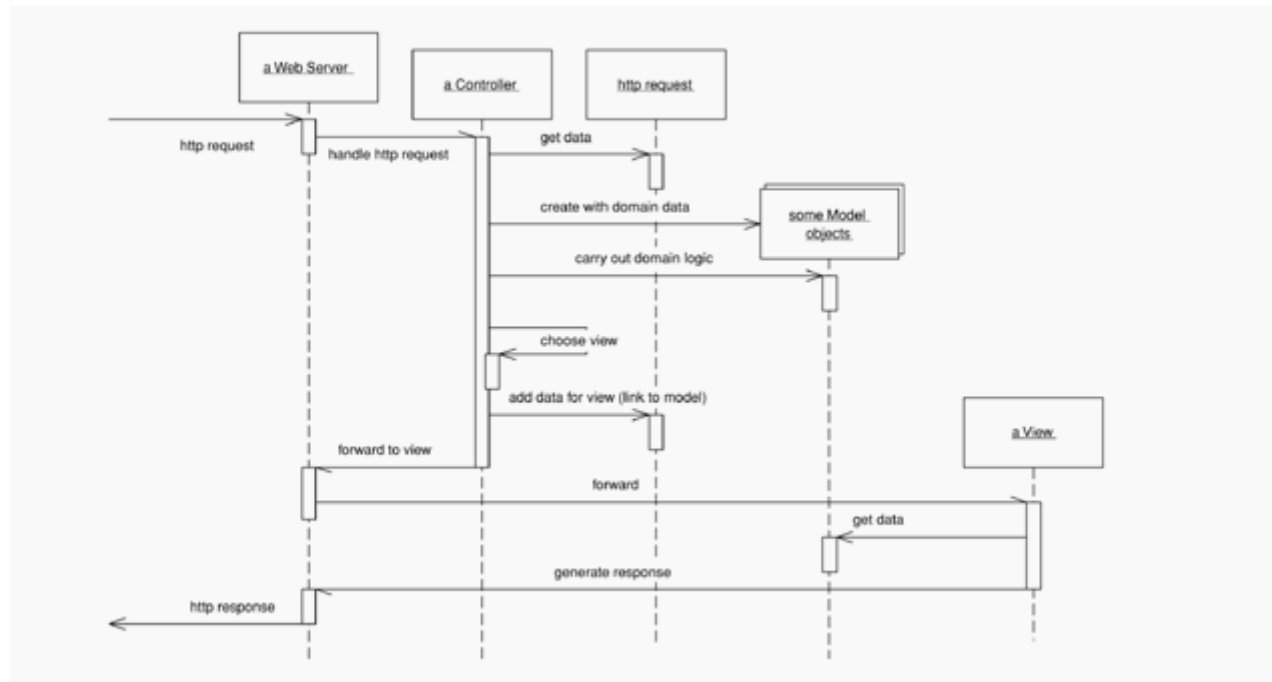 a Web Server
a Controller
http request
http request
handle http request
get data
create with domain data
some Model
objects
carry out domain logic
choose view
add data for view (link to model)
a View
forward to view
forward
get data
generate response
http response